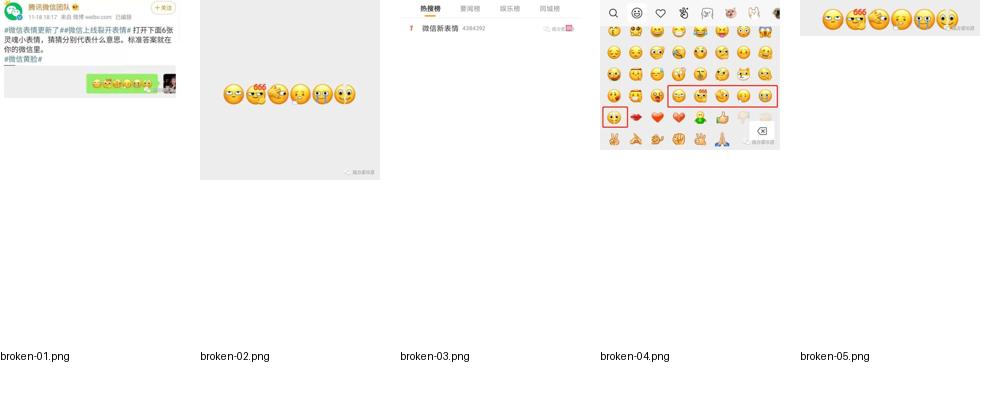 腾讯微信团队
+关注
11-18 18:17 来自 微博 weibo.com 已编辑
#微信表情更新了##微信上线裂开表情# 打开下面6张
灵魂小表情，猜猜分别代表什么意思。标准答案就在
你的微信里。
#微信黄脸#
666
热搜榜 要闻榜 娱乐榜 同城榜
1 微信新表情 4384392
666
666
broken-01.png
broken-02.png
broken-03.png
broken-04.png
broken-05.png